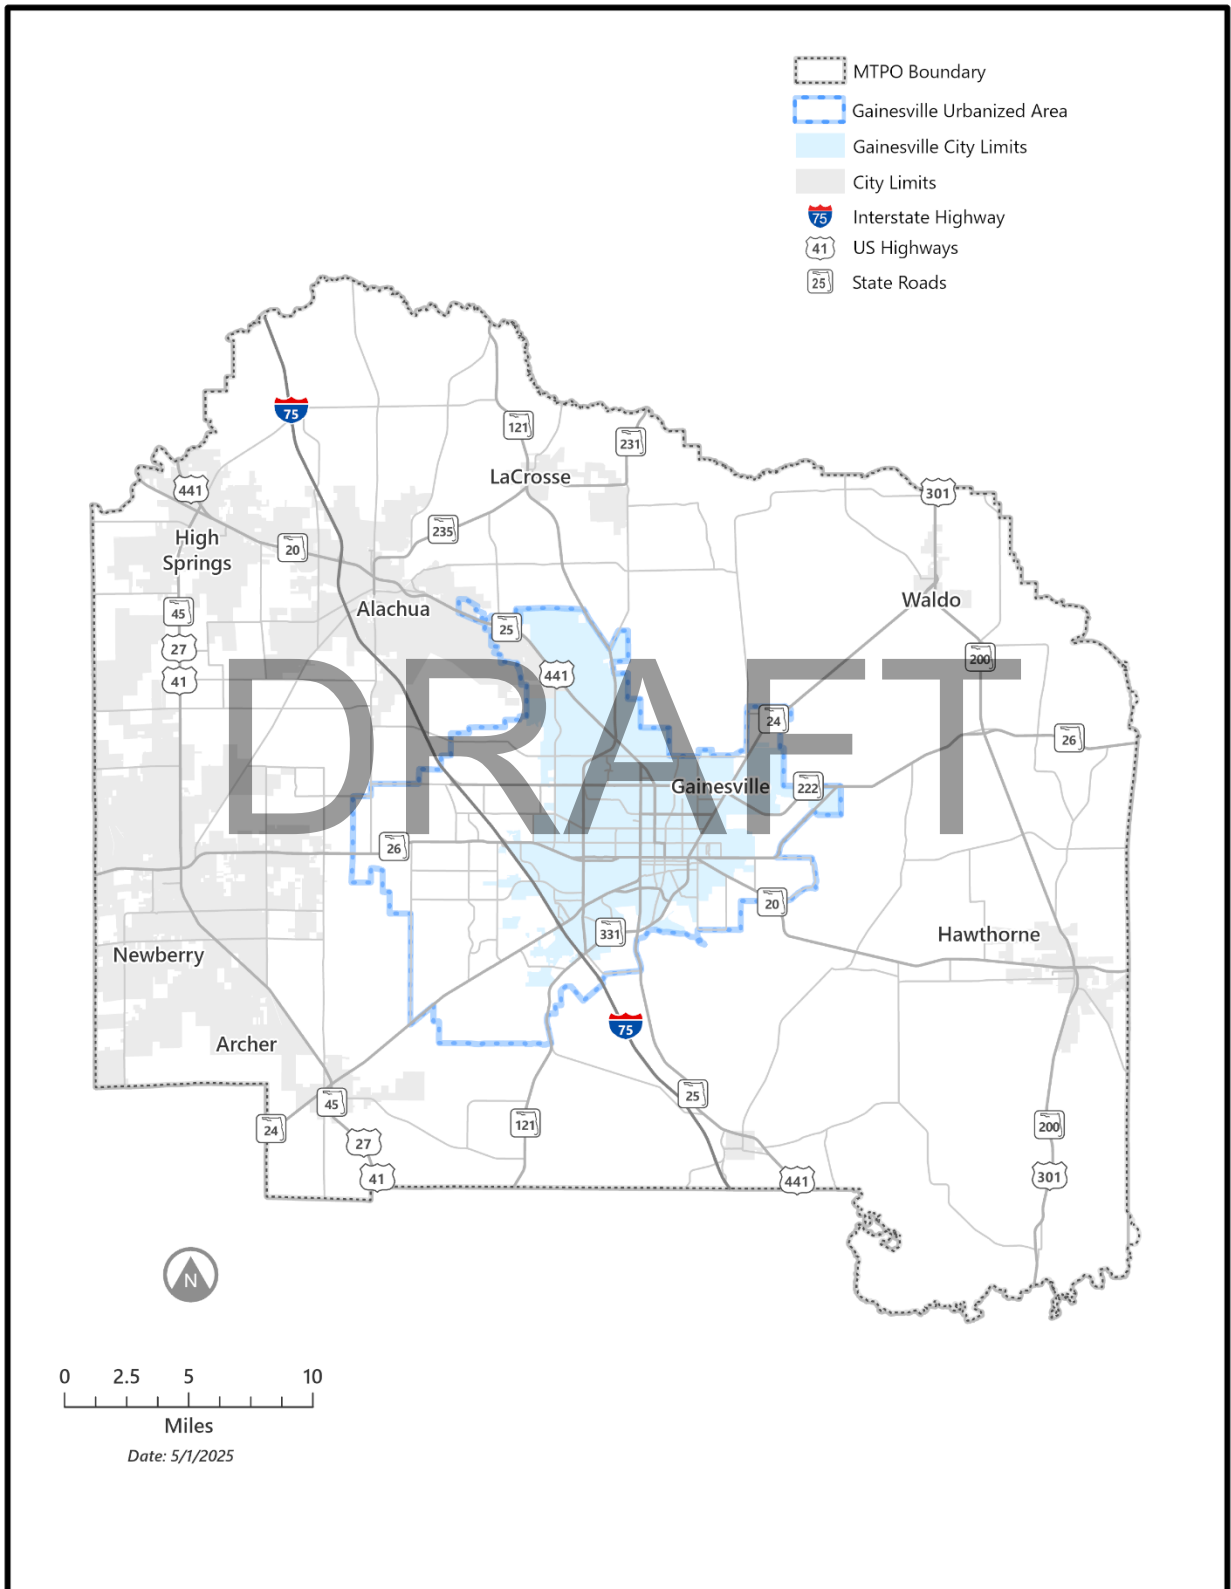 MTPO Boundary
Gainesville Urbanized Area
Gainesville City Limits
City Limits
75 Interstate Highway
41 US Highways
25 State Roads
75
121
231
LaCrosse
441
301
235
High
Springs
20
Alachua
Waldo
45
25
27
441
41
200
DRAFT
24
26
Gainesville
222
26
20
331
Hawthorne
Newberry
75
Archer
45
25
24
121
200
27
41
441
301
N
0 2.5 5 10
Miles
Date: 5/1/2025